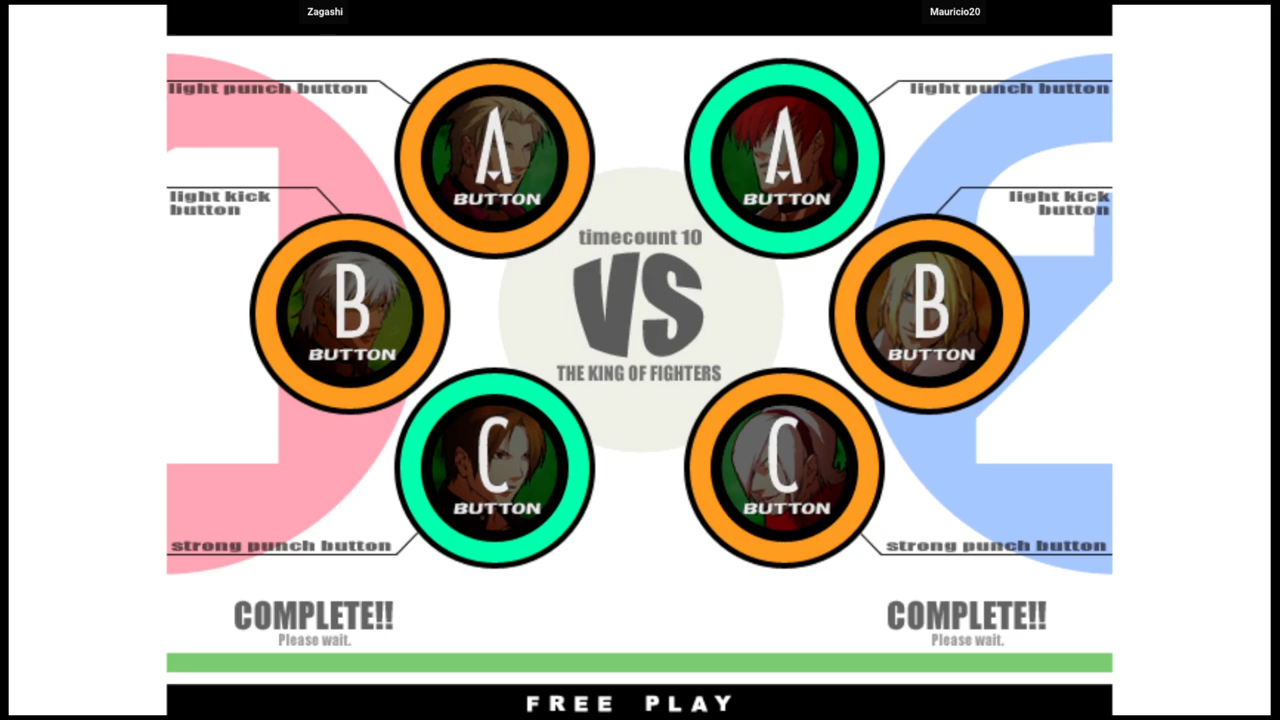 Zagashi
Mauricio20
light punch button
light punch button
A
BUTTON
A
BUTTON
light kick
button
light kick
button
timecount 10
VS
THE KING OF FIGHTERS
B
BUTTON
B
BUTTON
C
BUTTON
C
BUTTON
strong punch button
strong punch button
COMPLETE!!
Please wait.
COMPLETE!!
Please wait.
FREE PLAY
1
2